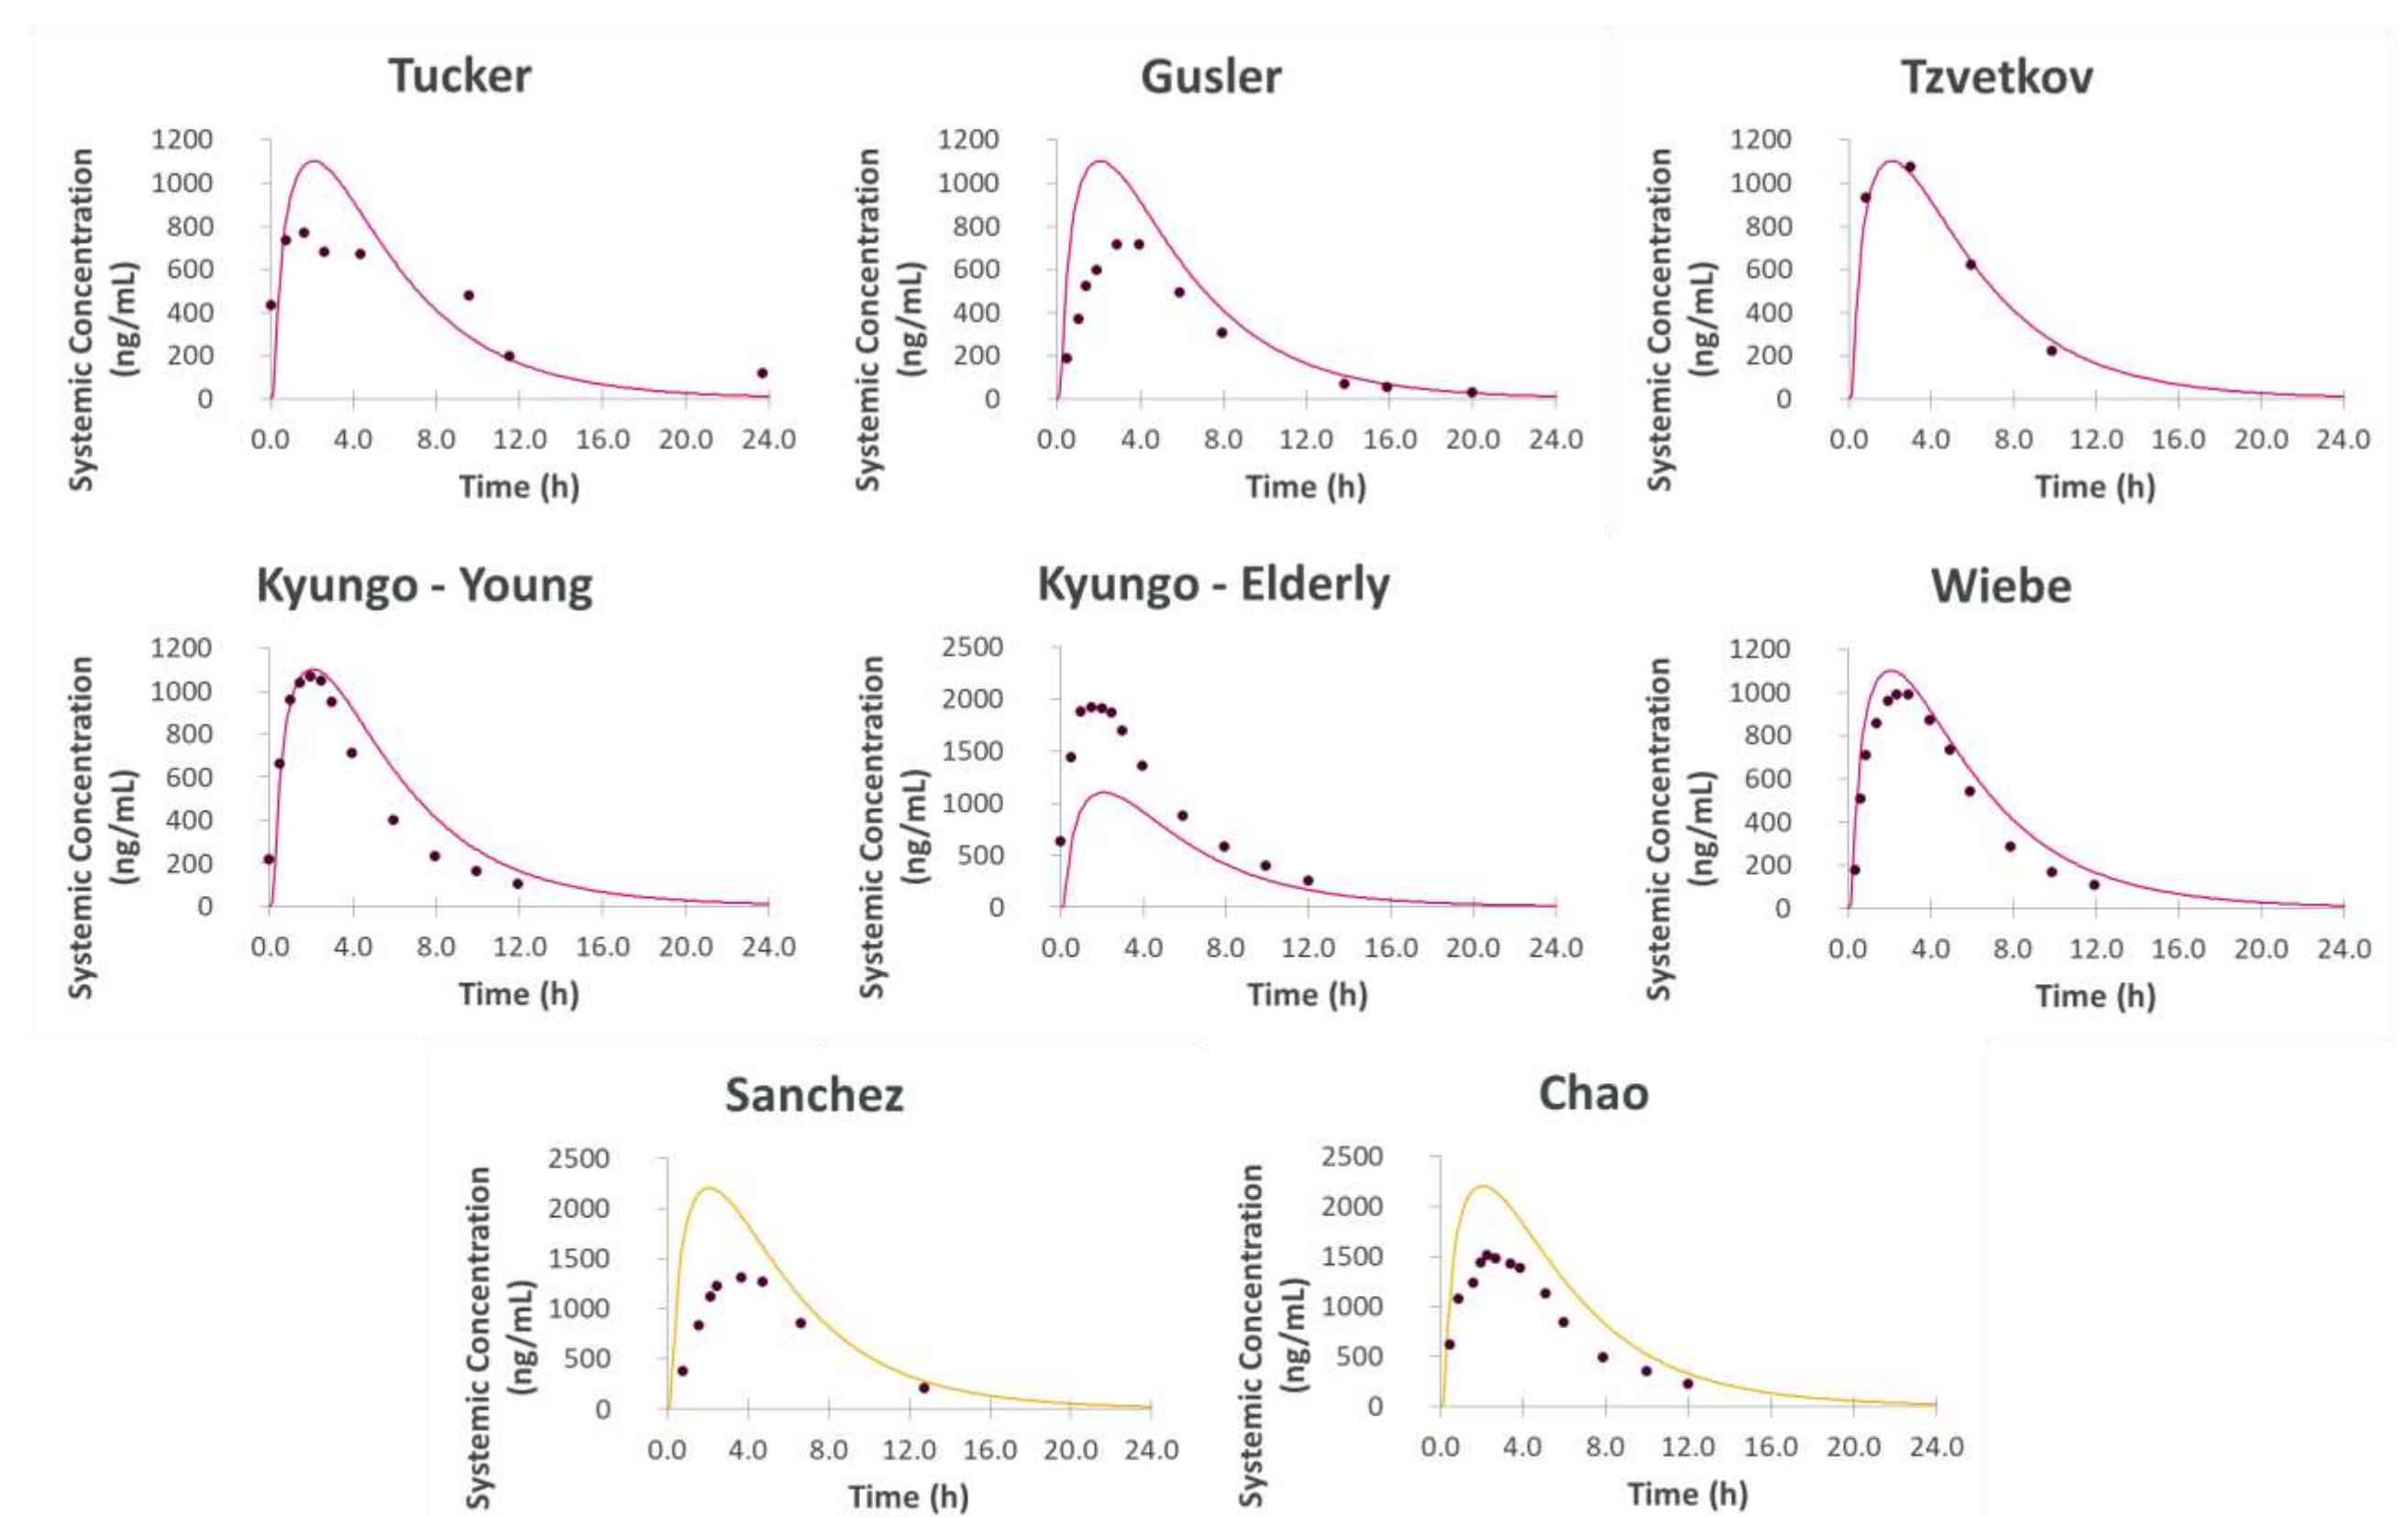 Tucker
Systemic Concentration
(ng/mL)
1200
1000
800
600
400
200
0
0.0 4.0 8.0 12.0 16.0 20.0 24.0
Time (h)
Gusler
Systemic Concentration
(ng/mL)
1200
1000
800
600
400
200
0
0.0 4.0 8.0 12.0 16.0 20.0 24.0
Time (h)
Tzvetkov
Systemic Concentration
(ng/mL)
1200
1000
800
600
400
200
0
0.0 4.0 8.0 12.0 16.0 20.0 24.0
Time (h)
Kyungo - Young
Systemic Concentration
(ng/mL)
1200
1000
800
600
400
200
0
0.0 4.0 8.0 12.0 16.0 20.0 24.0
Time (h)
Kyungo - Elderly
Systemic Concentration
(ng/mL)
2500
2000
1500
1000
500
0
0.0 4.0 8.0 12.0 16.0 20.0 24.0
Time (h)
Wiebe
Systemic Concentration
(ng/mL)
1200
1000
800
600
400
200
0
0.0 4.0 8.0 12.0 16.0 20.0 24.0
Time (h)
Sanchez
Systemic Concentration
(ng/mL)
2500
2000
1500
1000
500
0
0.0 4.0 8.0 12.0 16.0 20.0 24.0
Time (h)
Chao
Systemic Concentration
(ng/mL)
2500
2000
1500
1000
500
0
0.0 4.0 8.0 12.0 16.0 20.0 24.0
Time (h)